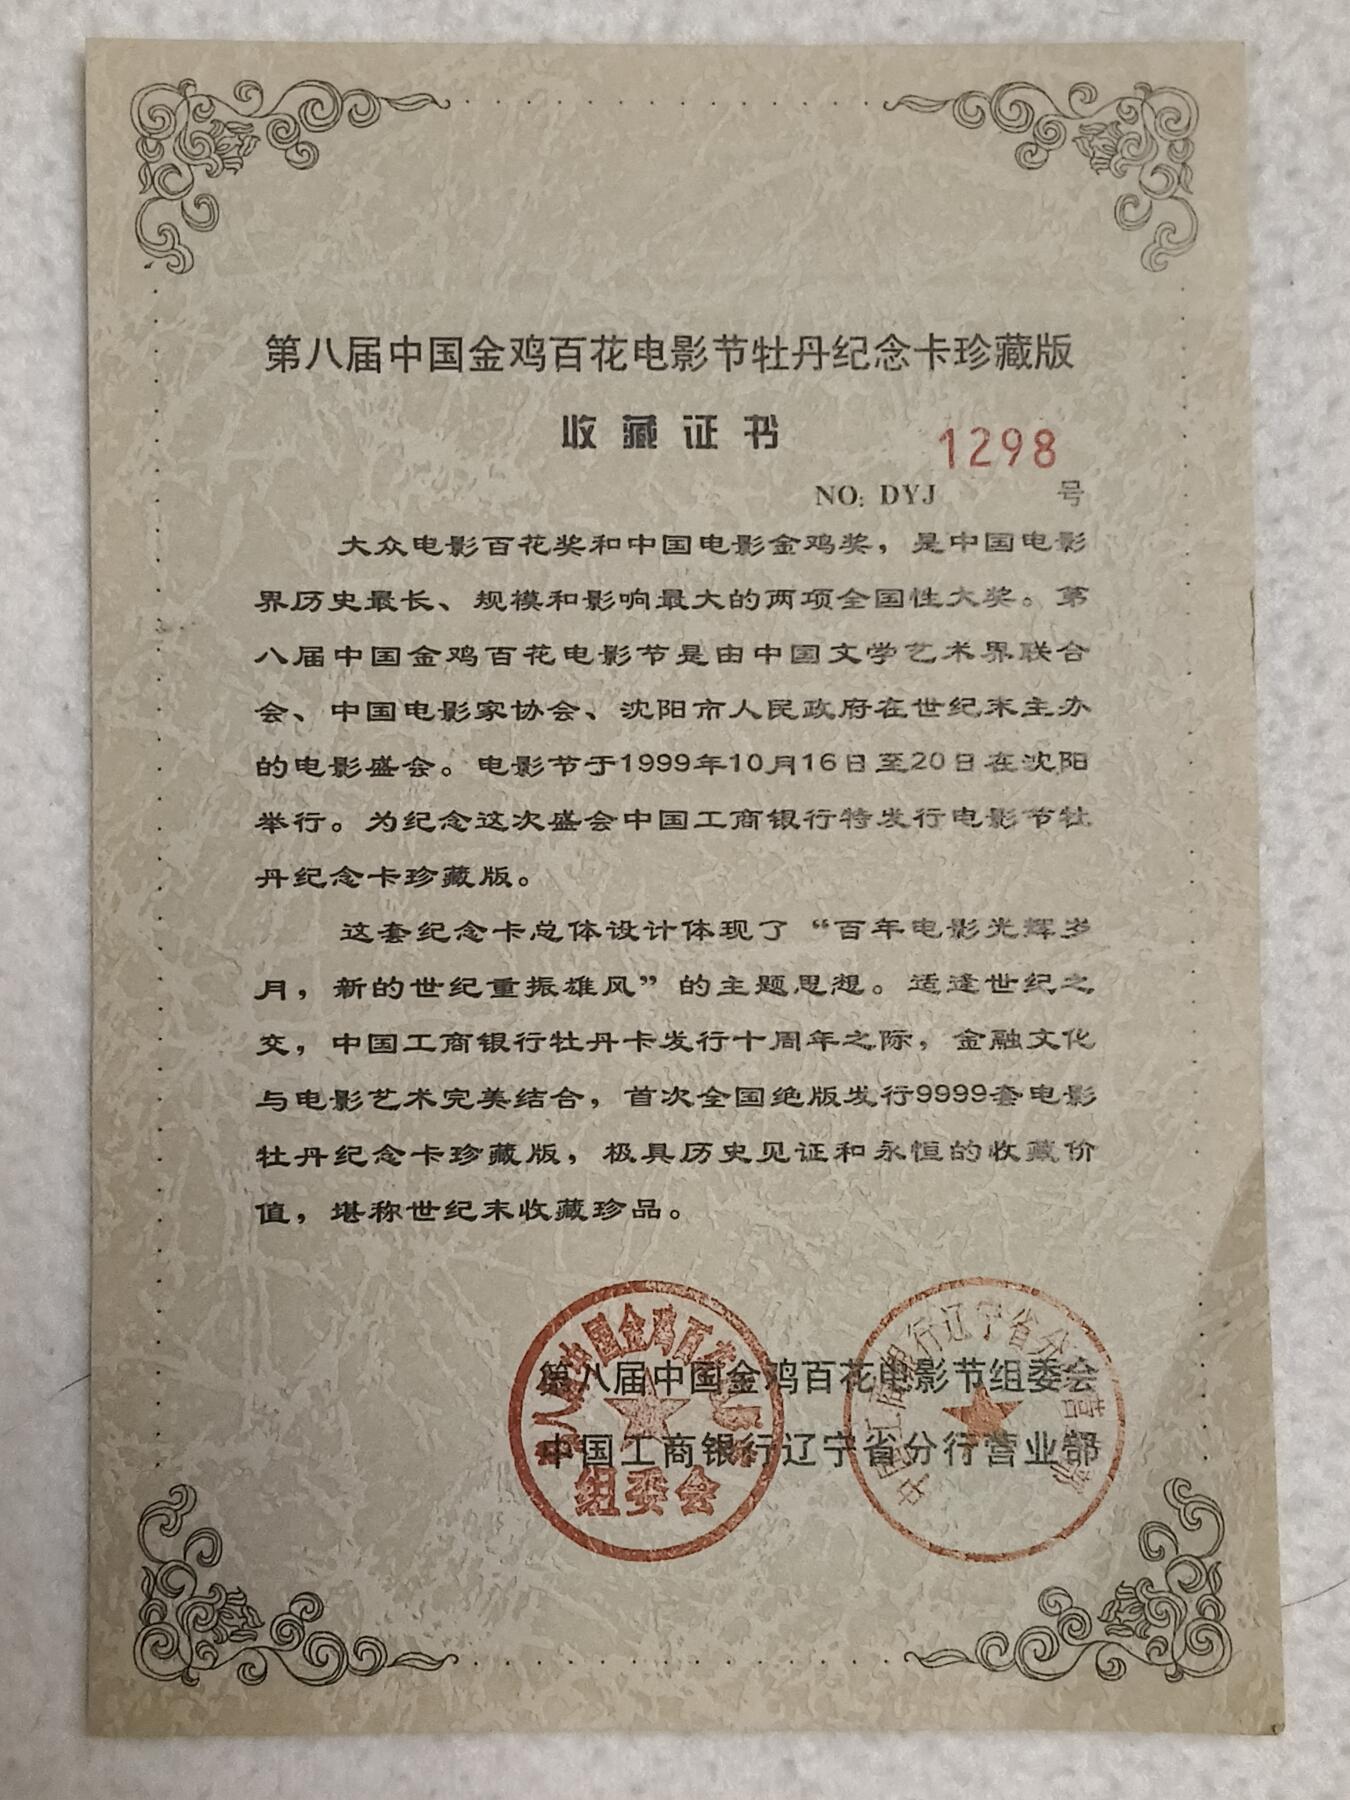 第八届中国金鸡百花电影节牡丹纪念卡珍藏版
收藏证书
1298
NO: DYJ 号
大众电影百花奖和中国电影金鸡奖，是中国电影
界历史最长、规模和影响最大的两项全国性大奖。第
八届中国金鸡百花电影节是由中国文学艺术界联合
会、中国电影家协会、沈阳市人民政府在世纪末主办
的电影盛会。电影节于1999年10月16日至20日在沈阳
举行。为纪念这次盛会中国工商银行特发行电影节牡
丹纪念卡珍藏版。
这套纪念卡总体设计体现了“百年电影光辉岁
月，新的世纪重振雄风”的主题思想。适逢世纪之
交，中国工商银行牡丹卡发行十周年之际，金融文化
与电影艺术完美结合，首次全国绝版发行9999套电影
牡丹纪念卡珍藏版，极具历史见证和永恒的收藏价
值，堪称世纪末收藏珍品。
第八届中国金鸡百花电影节组委会
中国工商银行辽宁省分行营业部
中国金鸡百
组委会
行辽宁省分